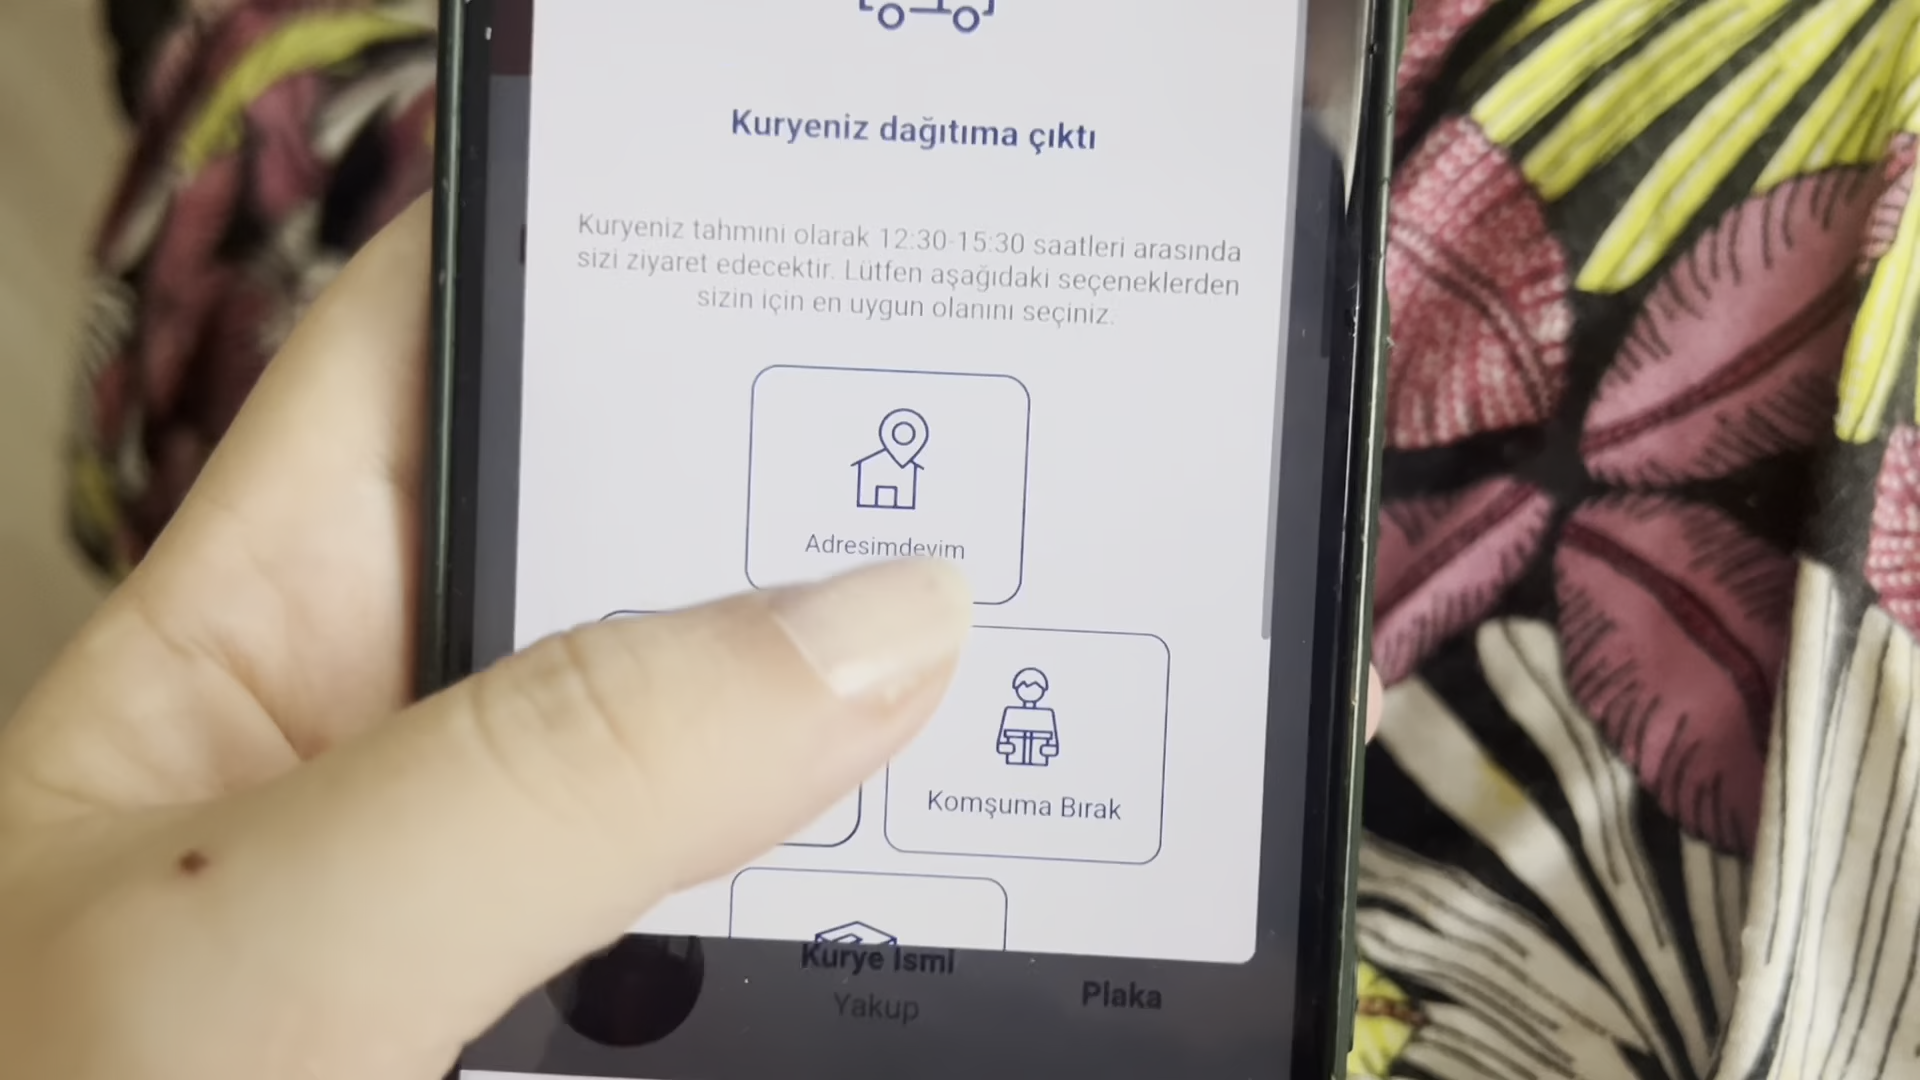 Kuryeniz dağıtıma çıktı
Kuryeniz tahmini olarak 12:30-15:30 saatleri arasında
sizi ziyaret edecektir. Lütfen aşağıdaki seçeneklerden
sizin için en uygun olanını seçiniz.
Adresimdeyim
Komşuma Bırak
Kurye İsmi
Plaka
Yakup